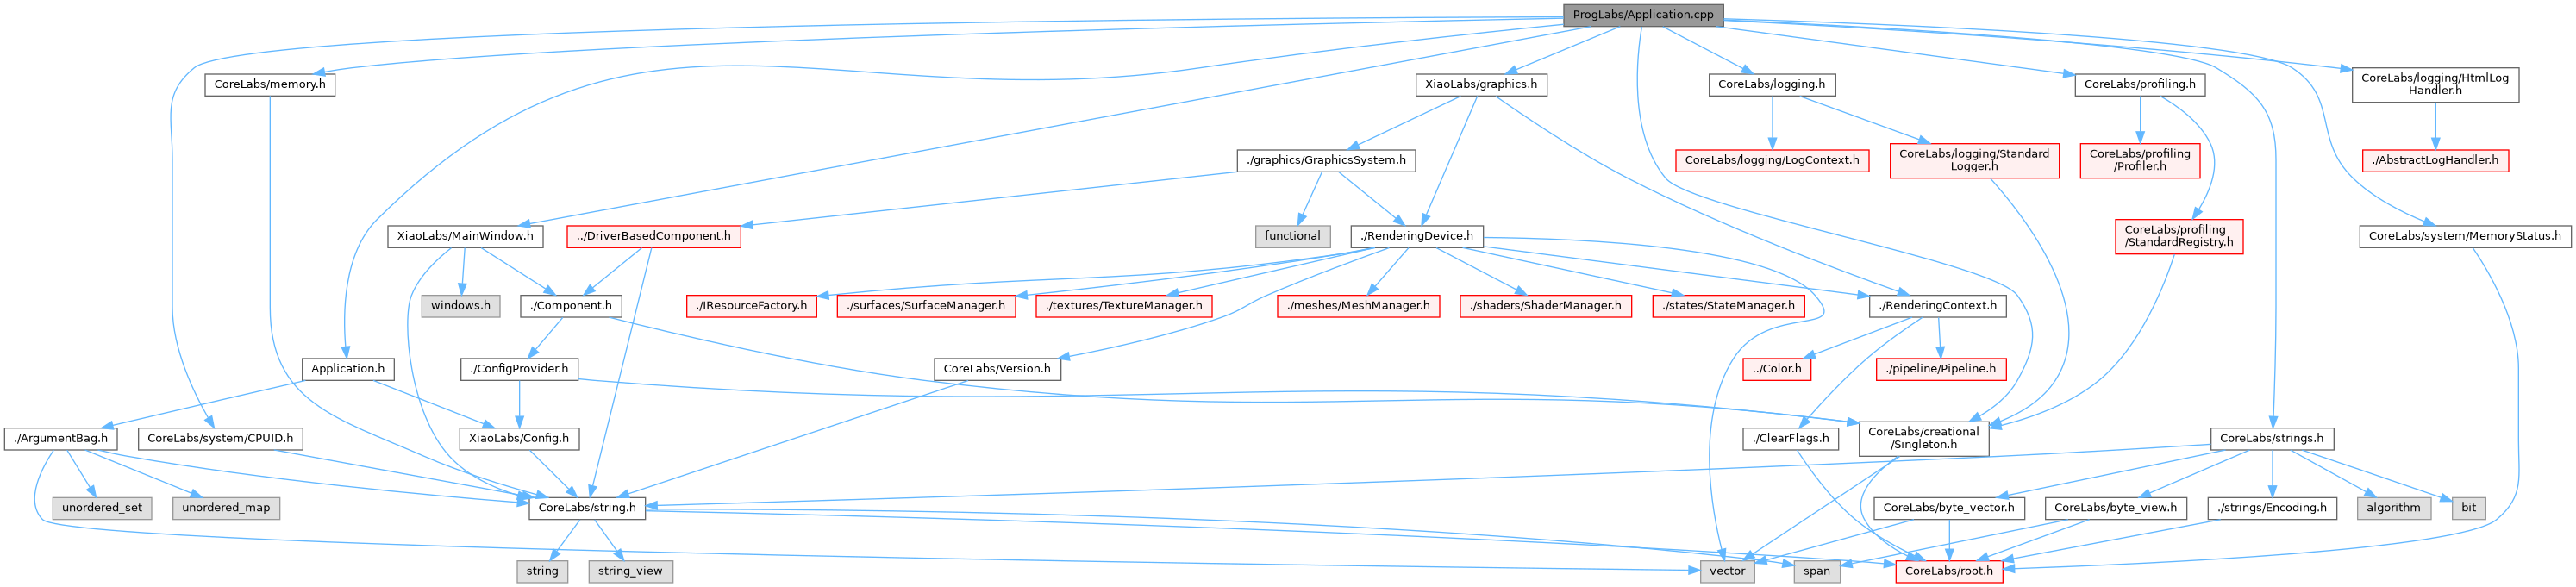 ProgLabs/Application.cpp
CoreLabs/memory.h
XiaoLabs/graphics.h
CoreLabs/logging.h
CoreLabs/profiling.h
CoreLabs/logging/HtmlLog
Handler.h
./graphics/GraphicsSystem.h
CoreLabs/logging/LogContext.h
CoreLabs/logging/Standard
Logger.h
CoreLabs/profiling
/Profiler.h
./AbstractLogHandler.h
XiaoLabs/MainWindow.h
../DriverBasedComponent.h
functional
./RenderingDevice.h
CoreLabs/profiling
/StandardRegistry.h
CoreLabs/system/MemoryStatus.h
windows.h
./Component.h
./IResourceFactory.h
./surfaces/SurfaceManager.h
./textures/TextureManager.h
./meshes/MeshManager.h
./shaders/ShaderManager.h
./states/StateManager.h
./RenderingContext.h
Application.h
./ConfigProvider.h
CoreLabs/Version.h
../Color.h
./pipeline/Pipeline.h
./ArgumentBag.h
CoreLabs/system/CPUID.h
XiaoLabs/Config.h
./ClearFlags.h
CoreLabs/creational
/Singleton.h
CoreLabs/strings.h
unordered_set
unordered_map
CoreLabs/string.h
CoreLabs/byte_vector.h
CoreLabs/byte_view.h
./strings/Encoding.h
algorithm
bit
string
string_view
vector
span
CoreLabs/root.h